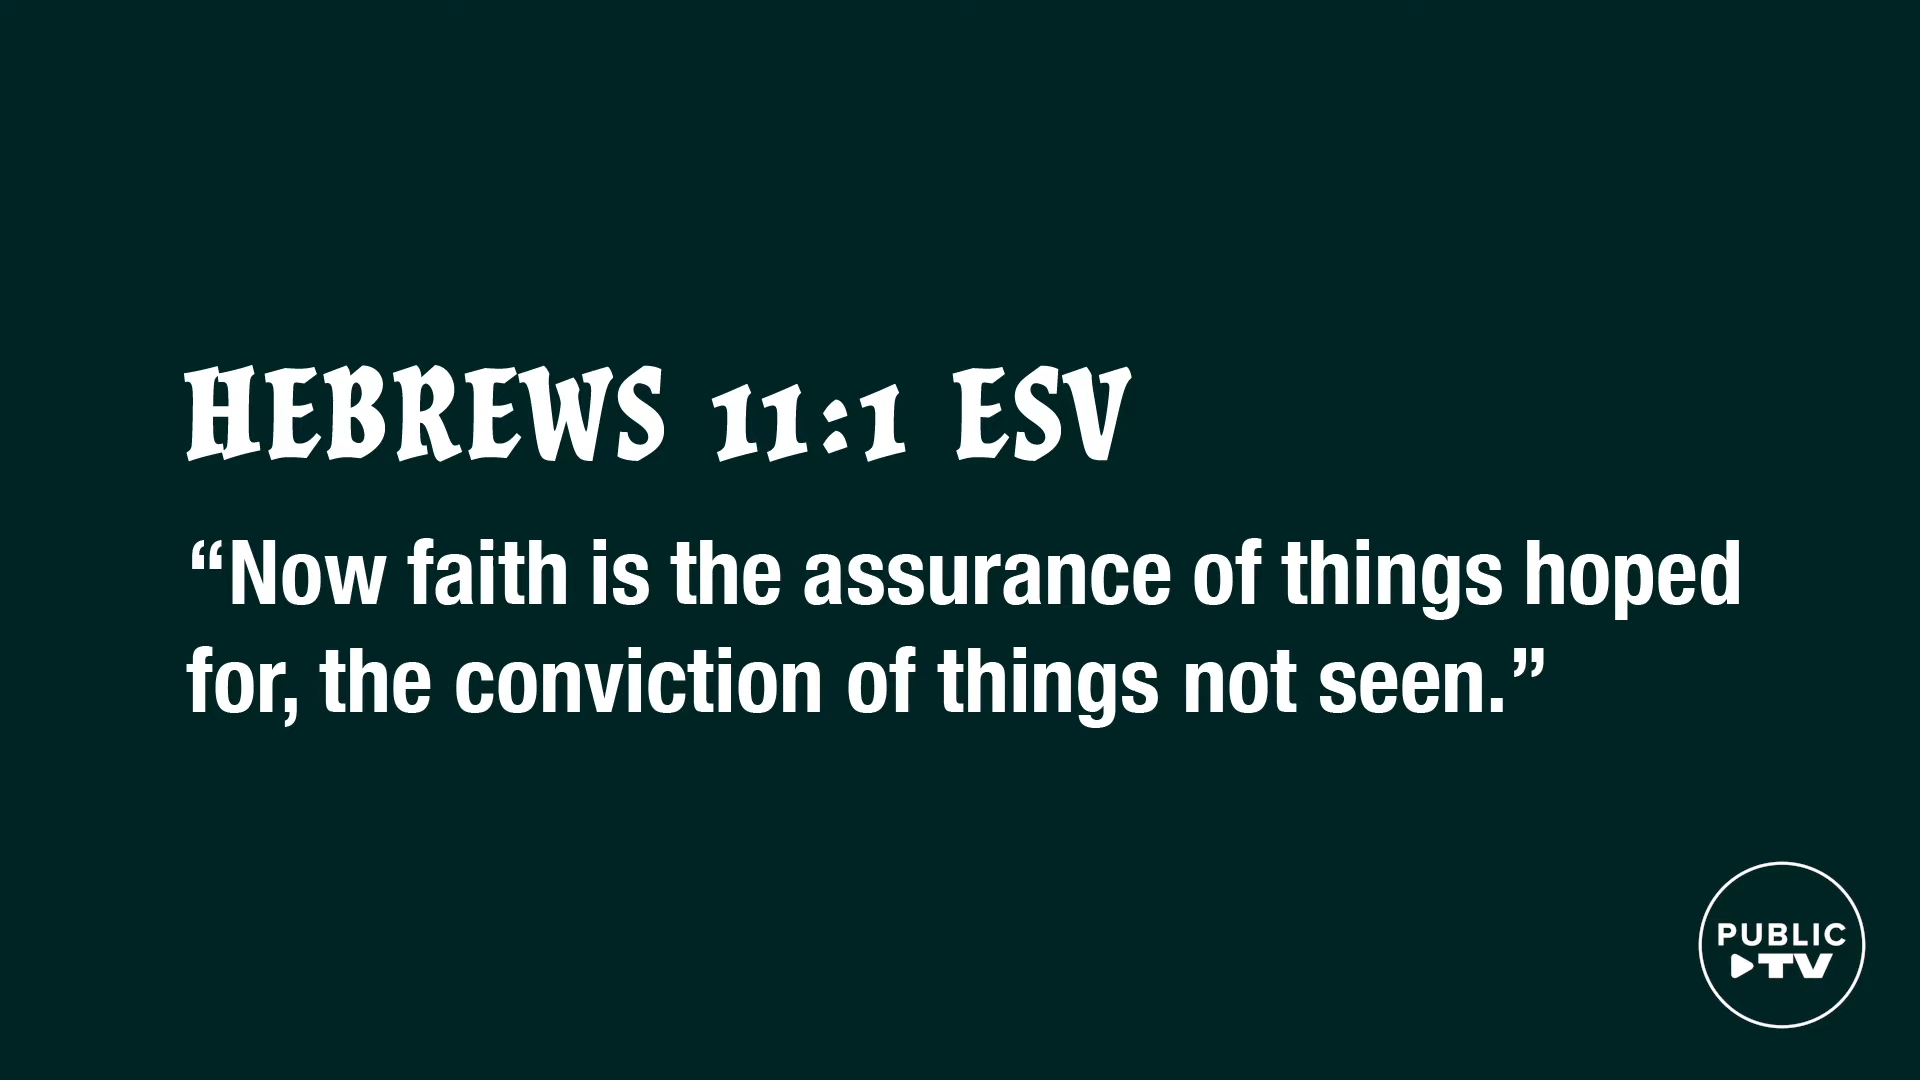 HEBREWS 11:1 ESV
“Now faith is the assurance of things hoped
for, the conviction of things not seen.”
PUBLIC
TV